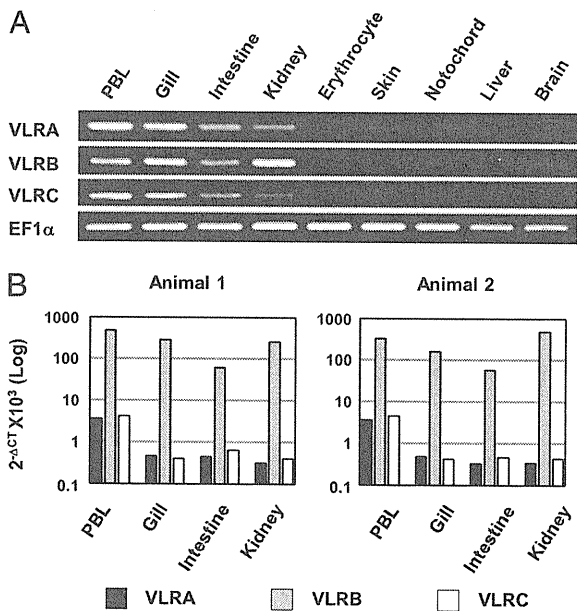 A
PBL Gill Intestine Kidney Erythrocyte Skin Notochord Liver Brain
VLRA
VLRB
VLRC
EF1α
B
Animal 1 Animal 2
2-ΔCT X10³ (Log)
1000
100
10
1
0.1
PBL Gill Intestine Kidney
1000
100
10
1
0.1
PBL Gill Intestine Kidney
VLRA VLRB VLRC